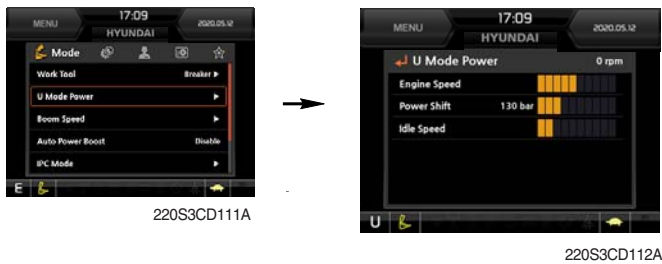 MENU
17:09
2020.05.12
HYUNDAI
Mode
Work Tool
Breaker ▶
U Mode Power ▶
Boom Speed ▶
Auto Power Boost
Disable
IPC Mode ▶
E
220S3CD111A
MENU
17:09
2020.05.12
HYUNDAI
U Mode Power
0 rpm
Engine Speed
Power Shift
130 bar
Idle Speed
U
220S3CD112A